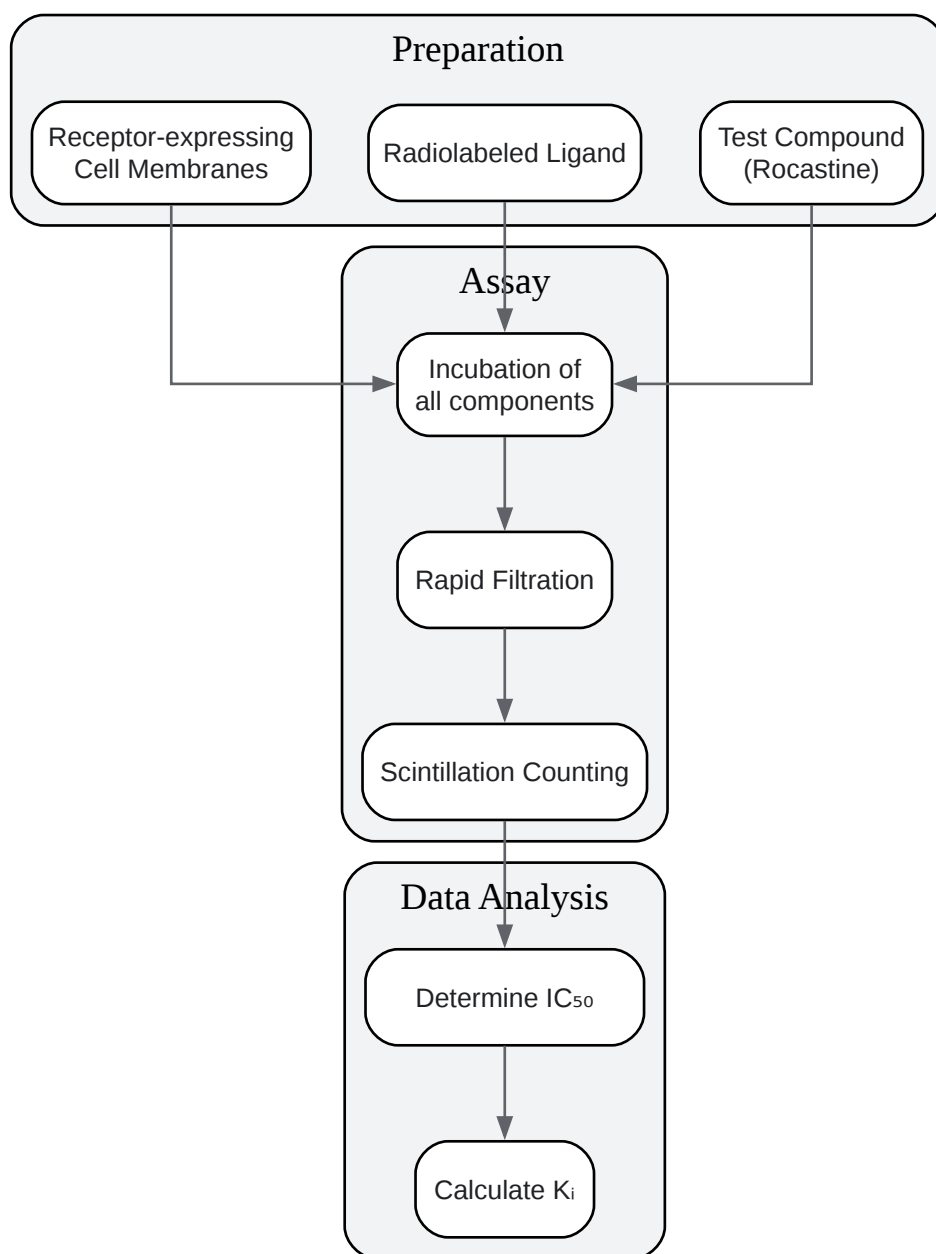 Preparation
Receptor-expressing
Cell Membranes
Radiolabeled Ligand
Test Compound
(Rocastine)
Assay
Incubation of
all components
Rapid Filtration
Scintillation Counting
Data Analysis
Determine IC₅₀
Calculate Kᵢ